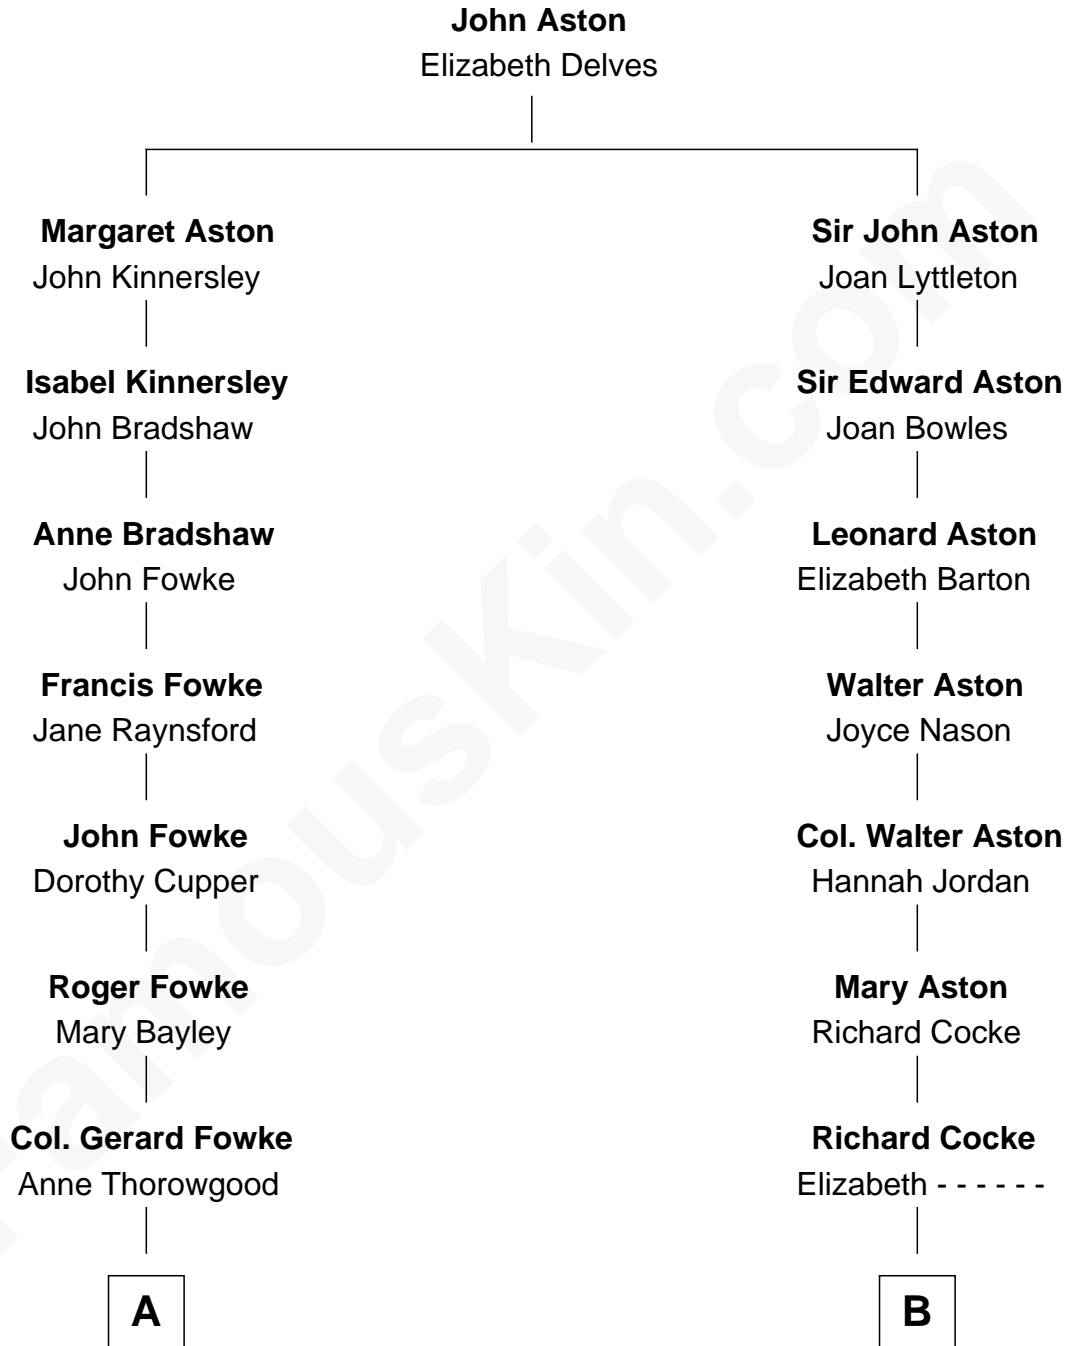 John Aston
Elizabeth Delves
Margaret Aston
John Kinnersley
Sir John Aston
Joan Lyttleton
Isabel Kinnersley
John Bradshaw
Sir Edward Aston
Joan Bowles
Anne Bradshaw
John Fowke
Leonard Aston
Elizabeth Barton
Francis Fowke
Jane Raynsford
Walter Aston
Joyce Nason
John Fowke
Dorothy Cupper
Col. Walter Aston
Hannah Jordan
Roger Fowke
Mary Bayley
Mary Aston
Richard Cocke
Col. Gerard Fowke
Anne Thorowgood
Richard Cocke
Elizabeth - - - - - -
A
B
FamousKin.com